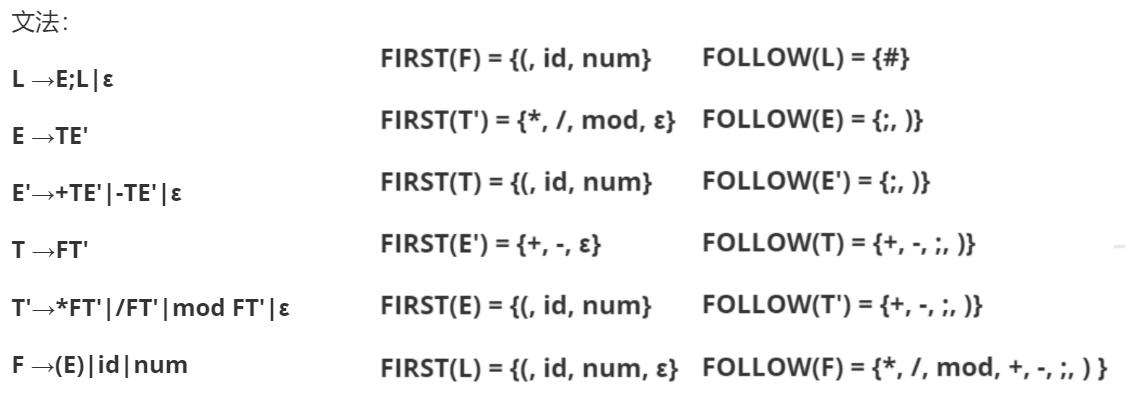 文法：
L →E;L|ε
E →TE'
E'→+TE'|-TE'|ε
T →FT'
T'→*FT'|/FT'|mod FT'|ε
F →(E)|id|num
FIRST(F) = {(, id, num}
FIRST(T') = {*, /, mod, ε}
FIRST(T) = {(, id, num}
FIRST(E') = {+, -, ε}
FIRST(E) = {(, id, num}
FIRST(L) = {(, id, num, ε}
FOLLOW(L) = {#}
FOLLOW(E) = {;, )}
FOLLOW(E') = {;, )}
FOLLOW(T) = {+, -, ;, )}
FOLLOW(T') = {+, -, ;, )}
FOLLOW(F) = {*, /, mod, +, -, ;, ) }